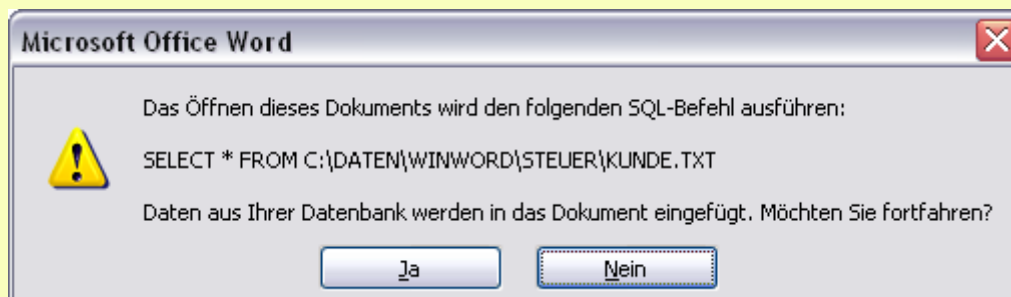 Microsoft Office Word
Das Öffnen dieses Dokuments wird den folgenden SQL-Befehl ausführen:
SELECT * FROM C:\DATEN\WINWORD\STEUER\KUNDE.TXT
Daten aus Ihrer Datenbank werden in das Dokument eingefügt. Möchten Sie fortfahren?
Ja Nein